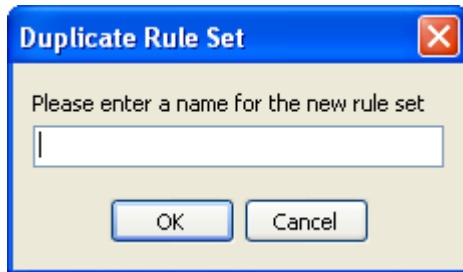 Duplicate Rule Set
Please enter a name for the new rule set
OK Cancel